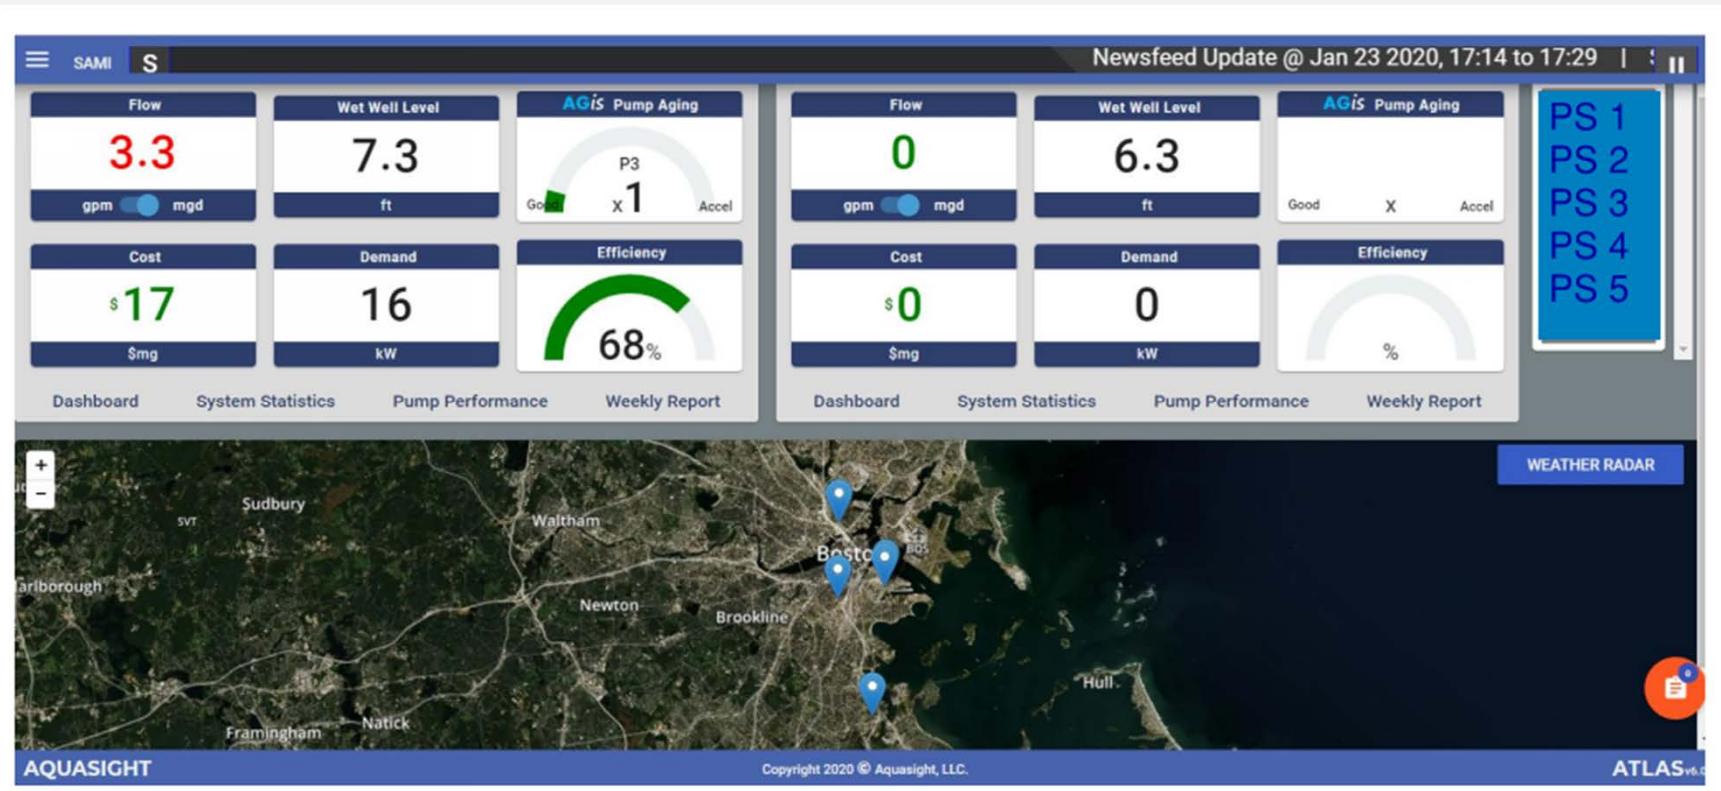 SAMI S Newsfeed Update @ Jan 23 2020, 17:14 to 17:29 |
Flow
3.3
gpm mgd
Wet Well Level
7.3
ft
AGis Pump Aging
P3
x 1
Good Accel
Cost
$ 17
$mg
Demand
16
kW
Efficiency
68%
Dashboard System Statistics Pump Performance Weekly Report
Flow
0
gpm mgd
Wet Well Level
6.3
ft
AGis Pump Aging
Good X Accel
Cost
$ 0
$mg
Demand
0
kW
Efficiency
%
Dashboard System Statistics Pump Performance Weekly Report
PS 1
PS 2
PS 3
PS 4
PS 5
+
−
WEATHER RADAR
Sudbury
SVT
Waltham
BOS
Newton
Brookline
Hull
Natick
Framingham
0
AQUASIGHT Copyright 2020 © Aquasight, LLC. ATLAS